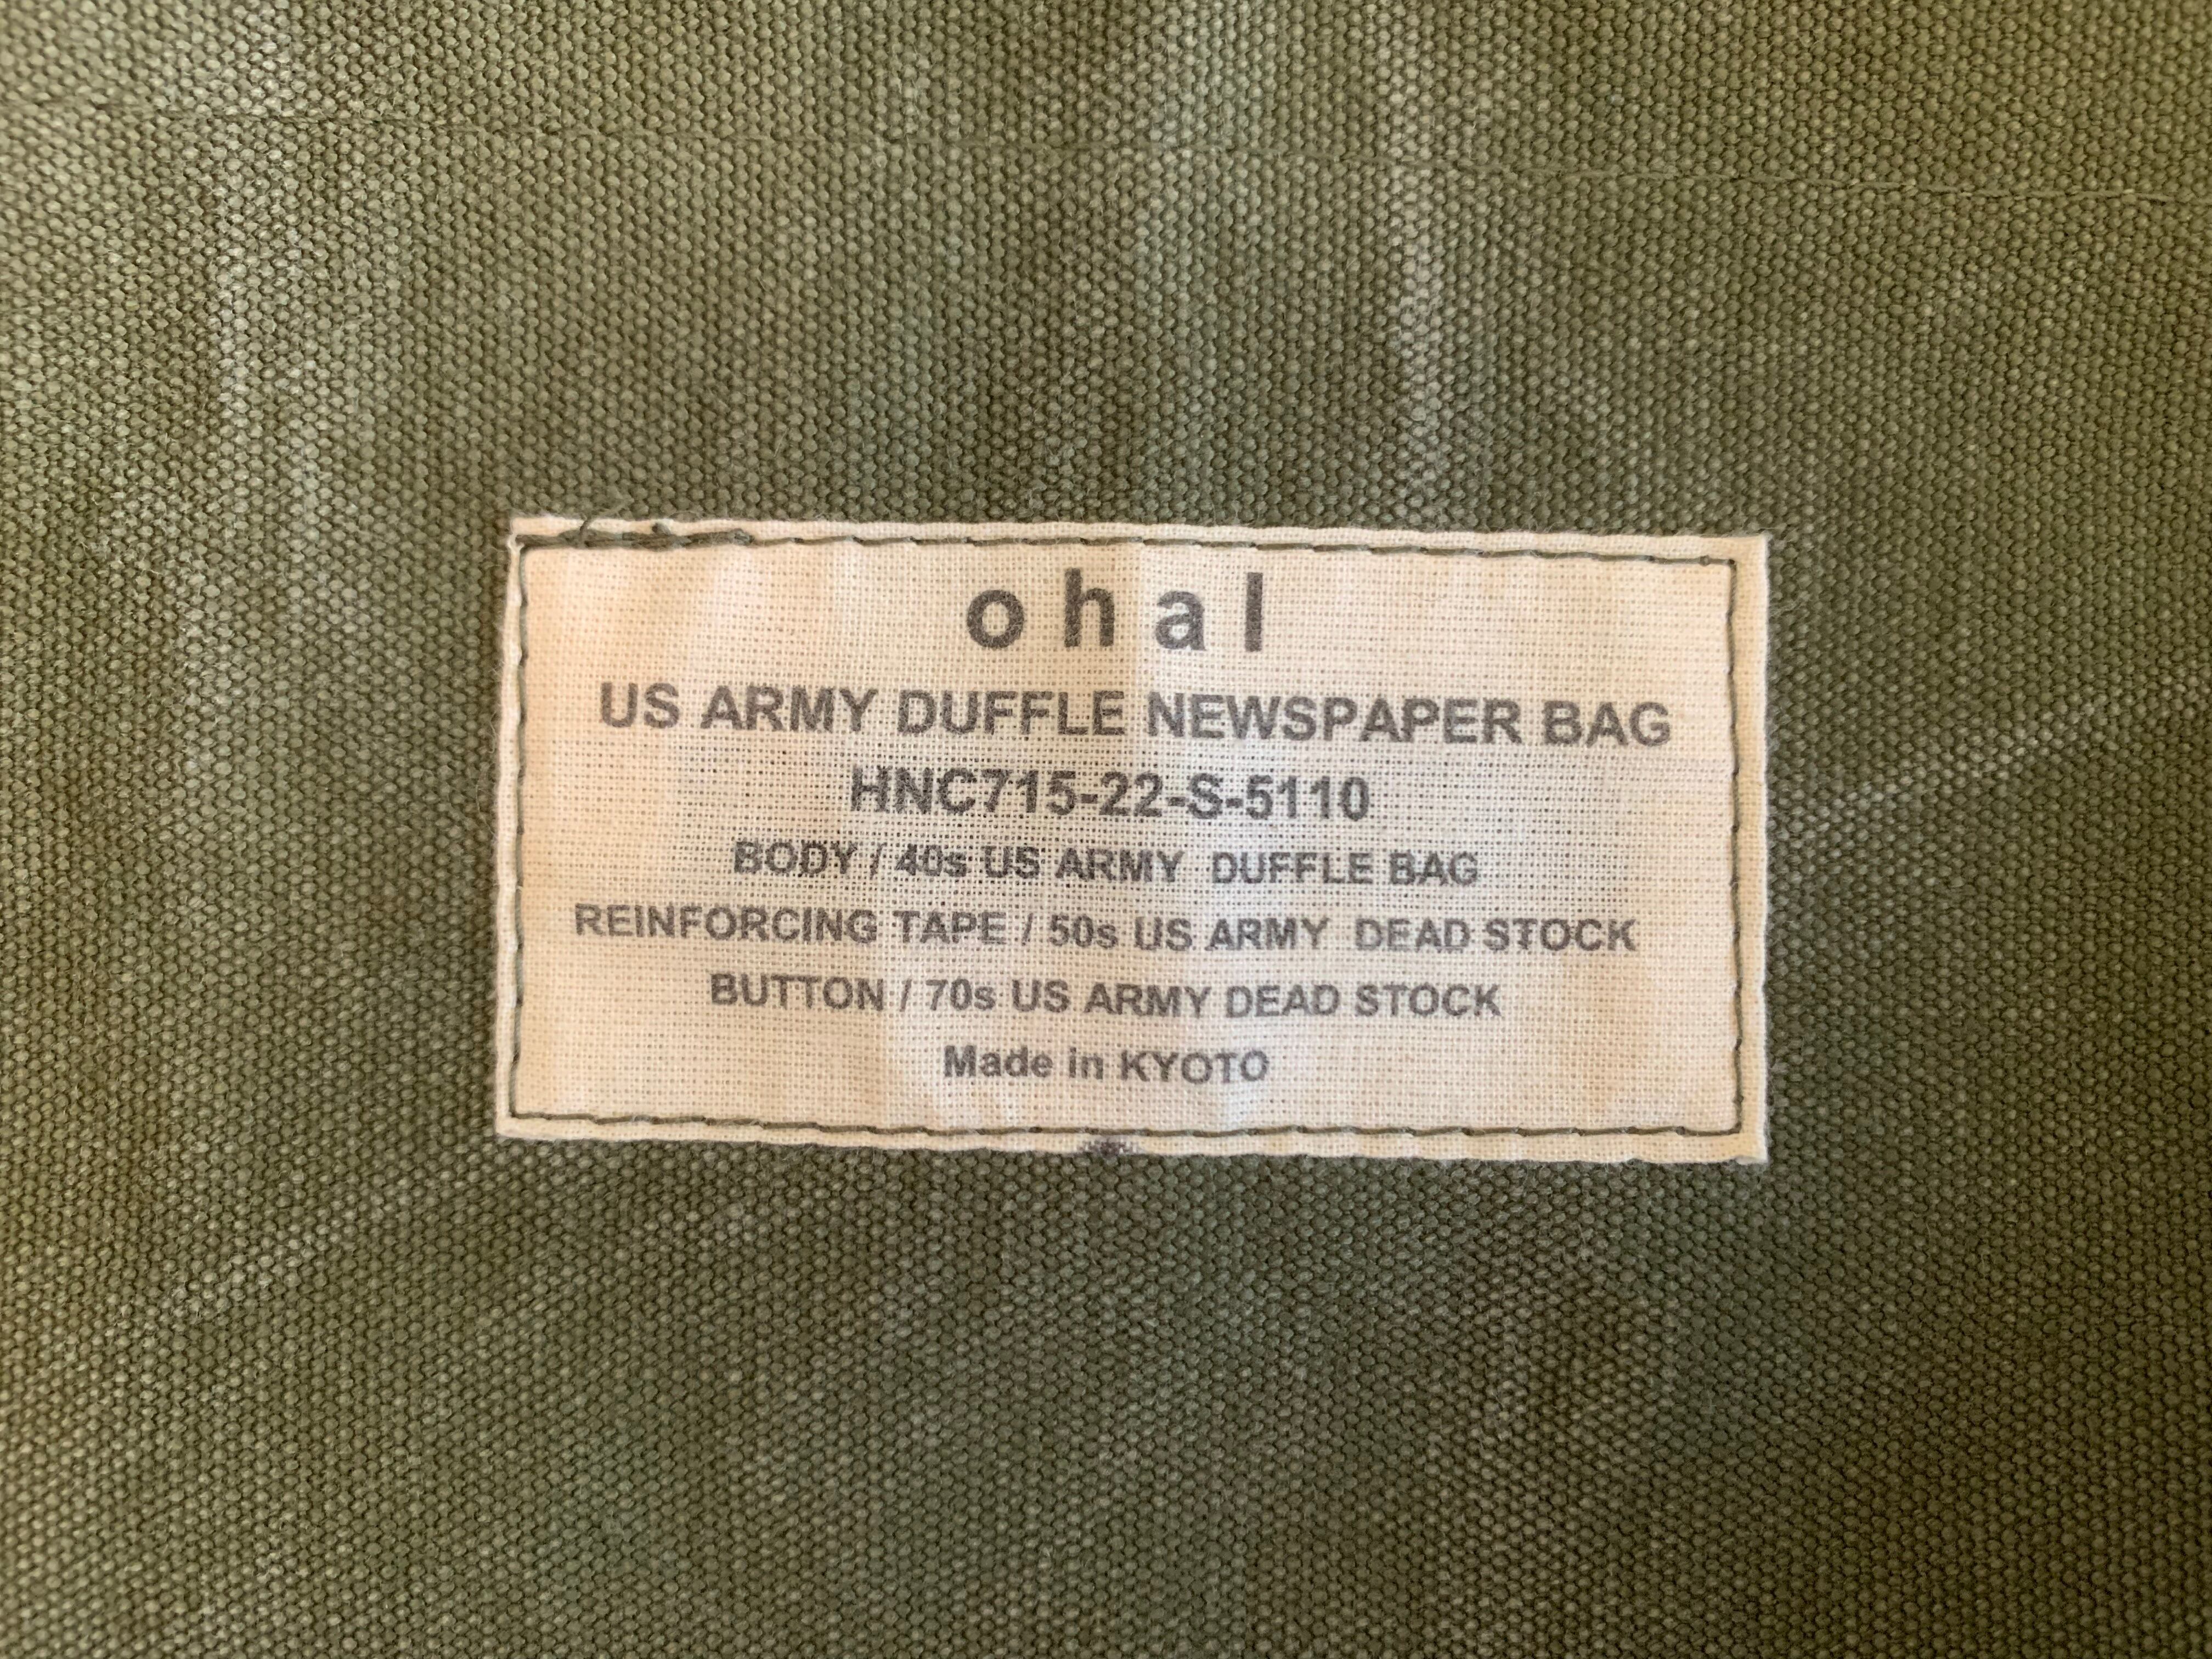 ohal
US ARMY DUFFLE NEWSPAPER BAG
HNC715-22-S-5110
BODY / 40s US ARMY DUFFLE BAG
REINFORCING TAPE / 50s US ARMY DEAD STOCK
BUTTON / 70s US ARMY DEAD STOCK
Made in KYOTO